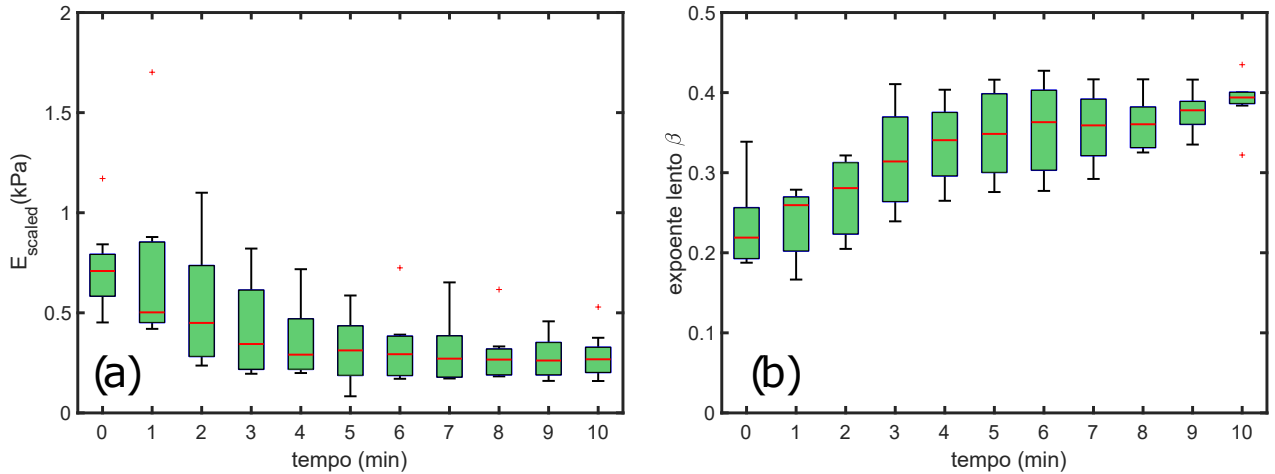 2
1.5
1
0.5
0
E_scaled(kPa)
(a)
0 1 2 3 4 5 6 7 8 9 10
tempo (min)
0.5
0.4
0.3
0.2
0.1
0
expoente lento β
(b)
0 1 2 3 4 5 6 7 8 9 10
tempo (min)